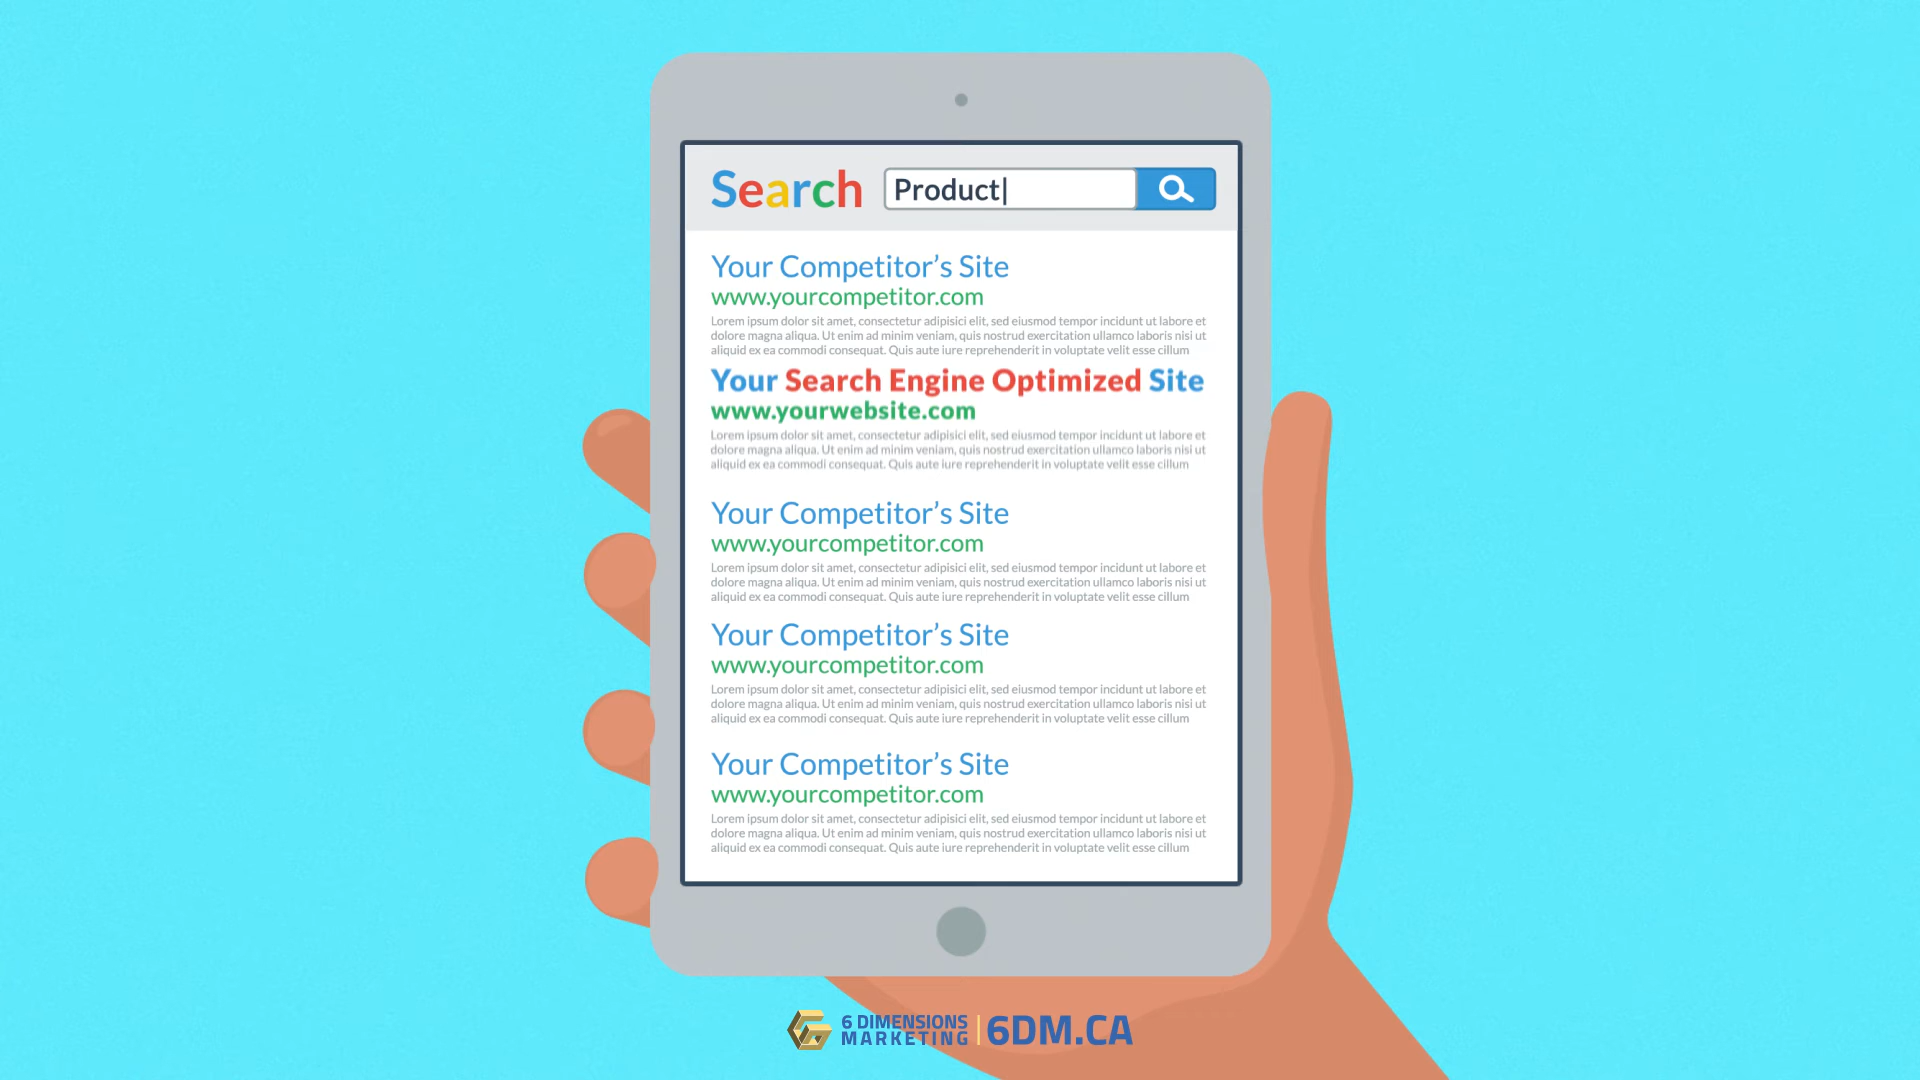 Search Product
Your Competitor’s Site
www.yourcompetitor.com
Lorem ipsum dolor sit amet, consectetur adipisici elit, sed eiusmod tempor incidunt ut labore et
dolore magna aliqua. Ut enim ad minim veniam, quis nostrud exercitation ullamco laboris nisi ut
aliquid ex ea commodi consequat. Quis aute iure reprehenderit in voluptate velit esse cillum
Your Search Engine Optimized Site
www.yourwebsite.com
Lorem ipsum dolor sit amet, consectetur adipisici elit, sed eiusmod tempor incidunt ut labore et
dolore magna aliqua. Ut enim ad minim veniam, quis nostrud exercitation ullamco laboris nisi ut
aliquid ex ea commodi consequat. Quis aute iure reprehenderit in voluptate velit esse cillum
Your Competitor’s Site
www.yourcompetitor.com
Lorem ipsum dolor sit amet, consectetur adipisici elit, sed eiusmod tempor incidunt ut labore et
dolore magna aliqua. Ut enim ad minim veniam, quis nostrud exercitation ullamco laboris nisi ut
aliquid ex ea commodi consequat. Quis aute iure reprehenderit in voluptate velit esse cillum
Your Competitor’s Site
www.yourcompetitor.com
Lorem ipsum dolor sit amet, consectetur adipisici elit, sed eiusmod tempor incidunt ut labore et
dolore magna aliqua. Ut enim ad minim veniam, quis nostrud exercitation ullamco laboris nisi ut
aliquid ex ea commodi consequat. Quis aute iure reprehenderit in voluptate velit esse cillum
Your Competitor’s Site
www.yourcompetitor.com
Lorem ipsum dolor sit amet, consectetur adipisici elit, sed eiusmod tempor incidunt ut labore et
dolore magna aliqua. Ut enim ad minim veniam, quis nostrud exercitation ullamco laboris nisi ut
aliquid ex ea commodi consequat. Quis aute iure reprehenderit in voluptate velit esse cillum
6 DIMENSIONS
MARKETING
6DM.CA